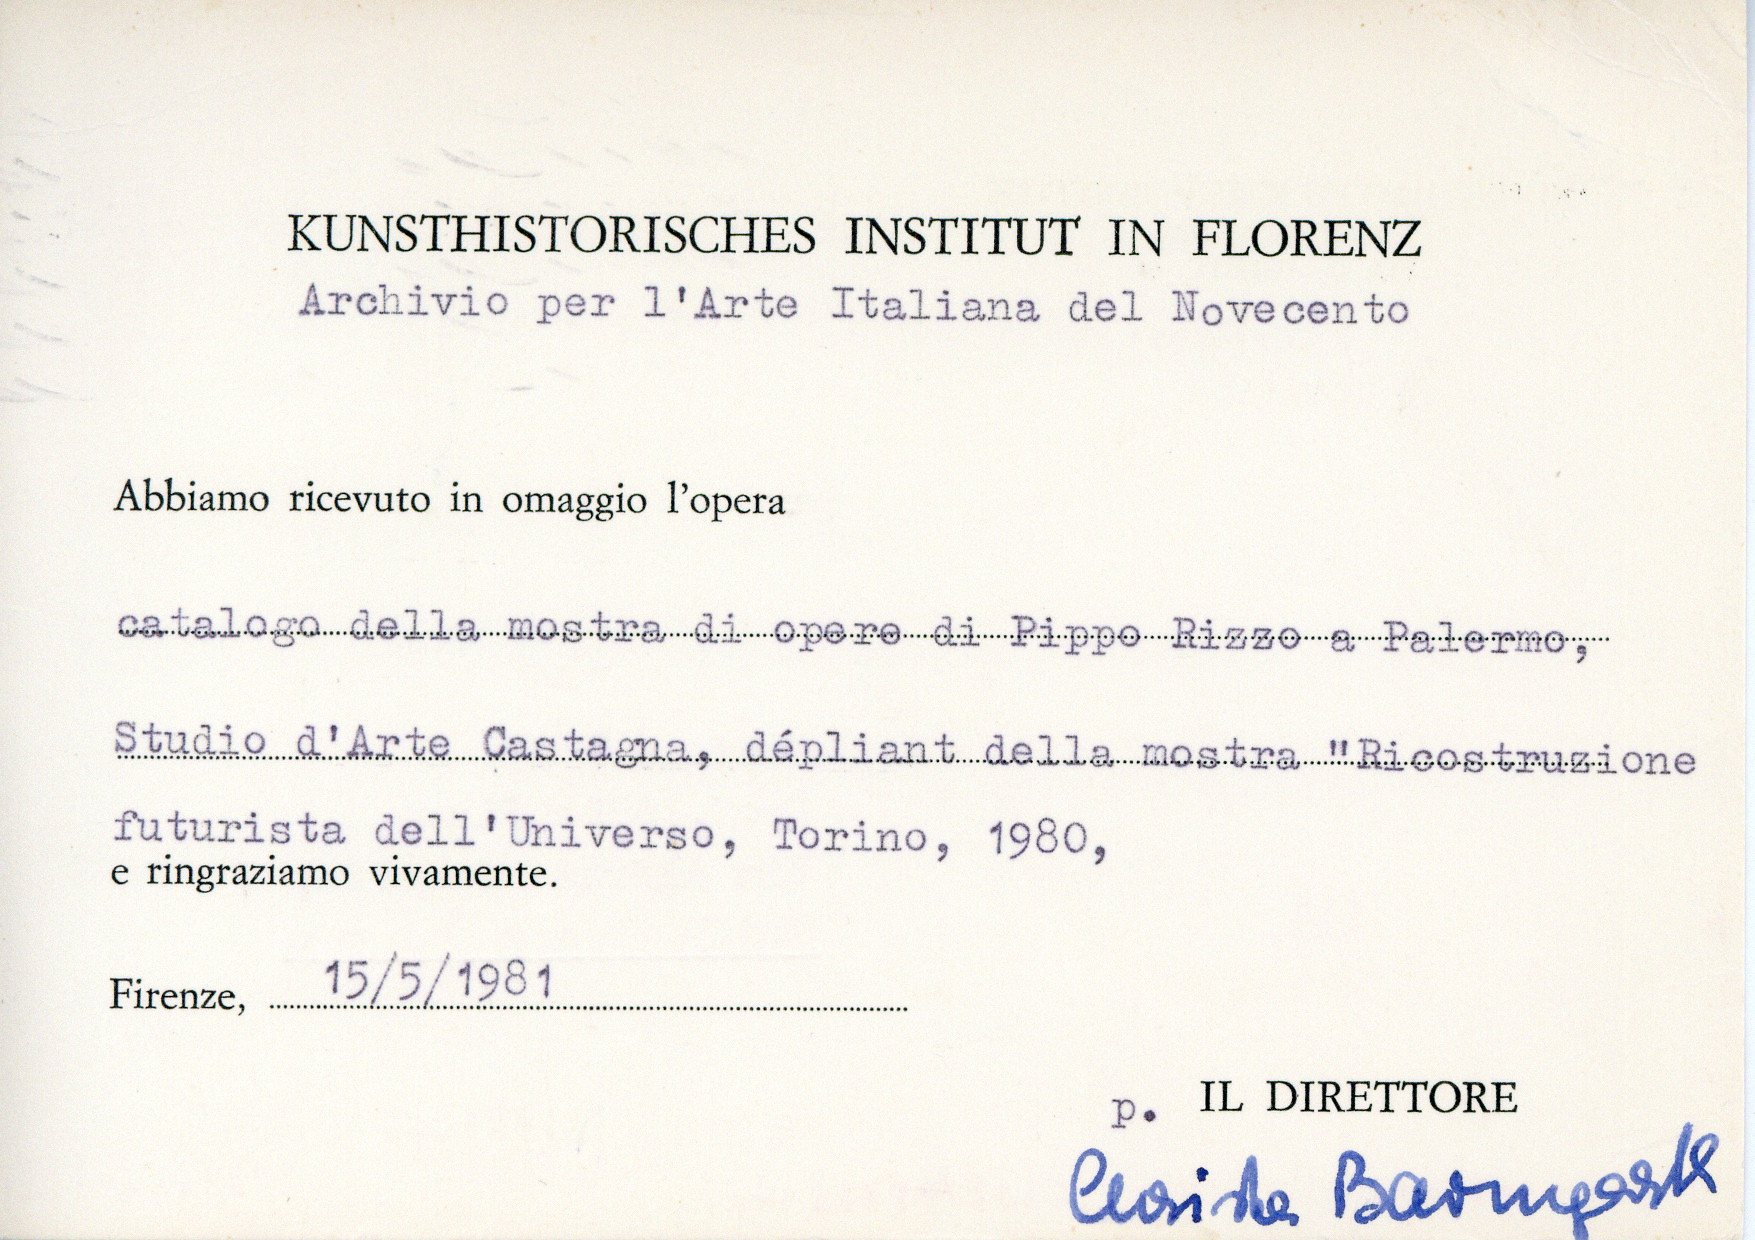 KUNSTHISTORISCHES INSTITUT IN FLORENZ
Archivio per l'Arte Italiana del Novecento
Abbiamo ricevuto in omaggio l'opera
catalogo della mostra di opere di Pippo Rizzo a Palermo,
Studio d'Arte Castagna, dépliant della mostra "Ricostruzione
futurista dell'Universo, Torino, 1980,
e ringraziamo vivamente.
Firenze, 15/5/1981
p. IL DIRETTORE